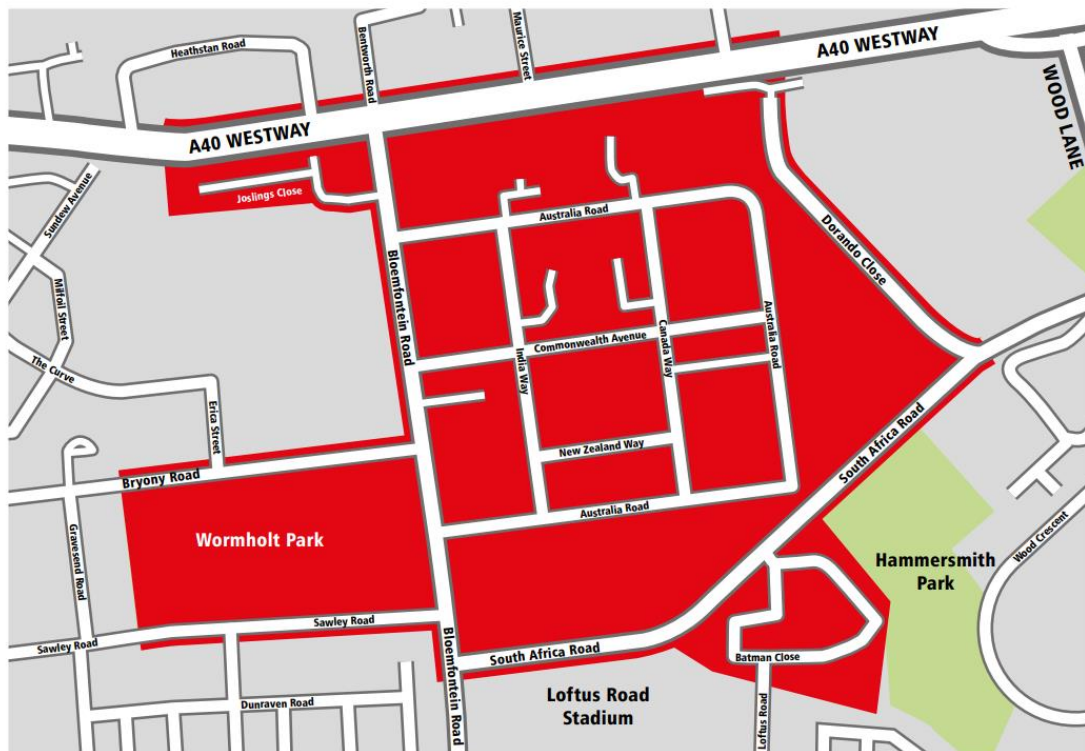 Heathstan Road
Bentworth Road
Maurice Street
A40 WESTWAY
WOOD LANE
A40 WESTWAY
Sundew Avenue
Joslings Close
Australia Road
Dorando Close
Milfoil Street
Bloemfontein Road
The Curve
Commonwealth Avenue
India Way
Canada Way
Australia Road
Erica Street
New Zealand Way
South Africa Road
Bryony Road
Gravesend Road
Australia Road
Wormholt Park
Hammersmith
Park
Wood Crescent
Sawley Road
Sawley Road
Bloemfontein Road
South Africa Road
Batman Close
Loftus Road
Stadium
Loftus Road
Dunraven Road